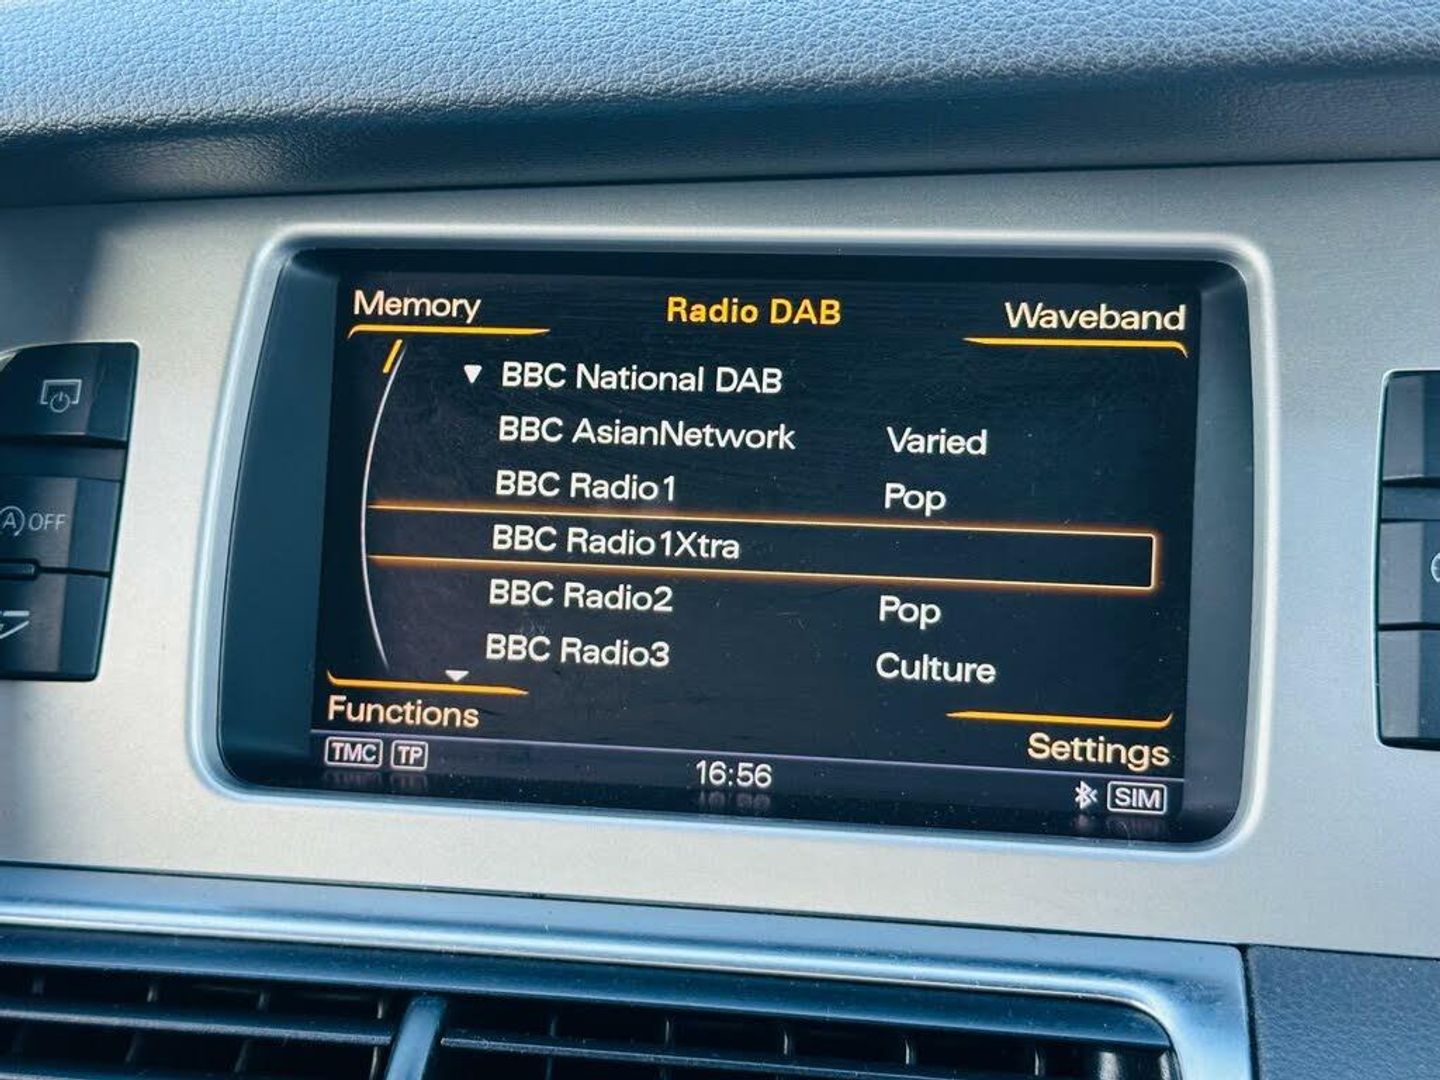 Memory Radio DAB Waveband
BBC National DAB
BBC AsianNetwork Varied
BBC Radio1 Pop
BBC Radio1Xtra
BBC Radio2 Pop
BBC Radio3 Culture
Functions
Settings
TMC TP 16:56 SIM
A OFF